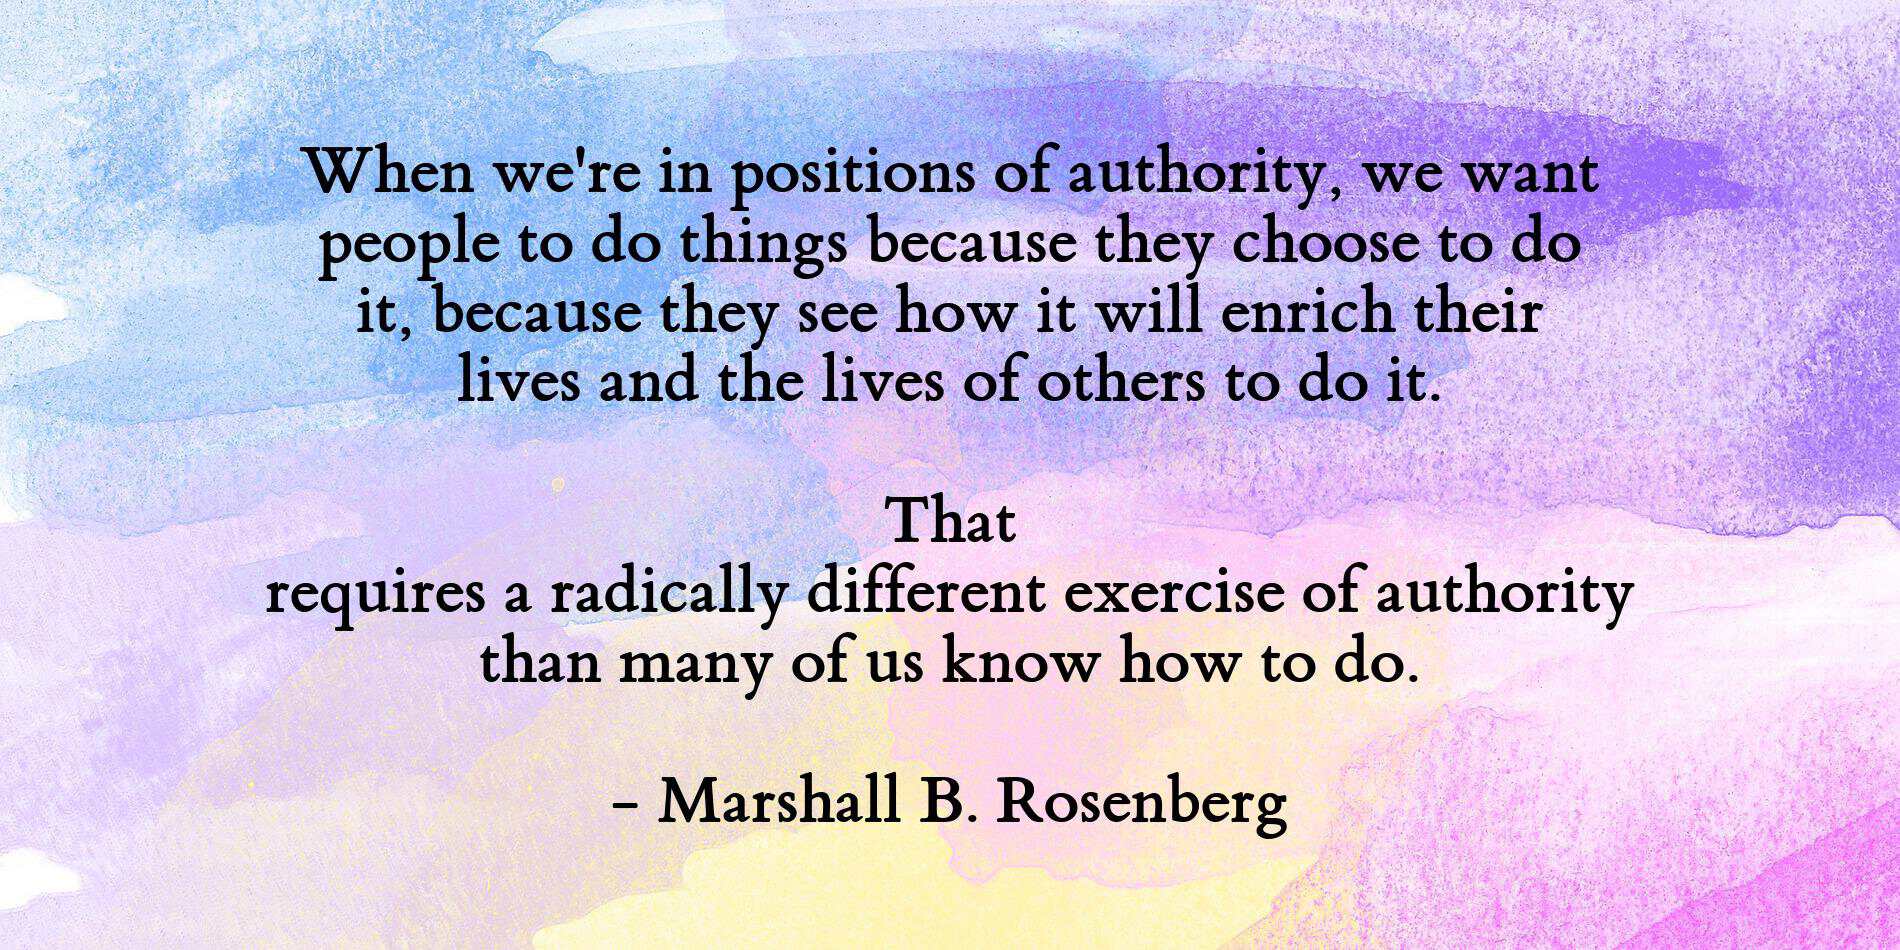 When we're in positions of authority, we want
people to do things because they choose to do
it, because they see how it will enrich their
lives and the lives of others to do it.
That
requires a radically different exercise of authority
than many of us know how to do.
– Marshall B. Rosenberg